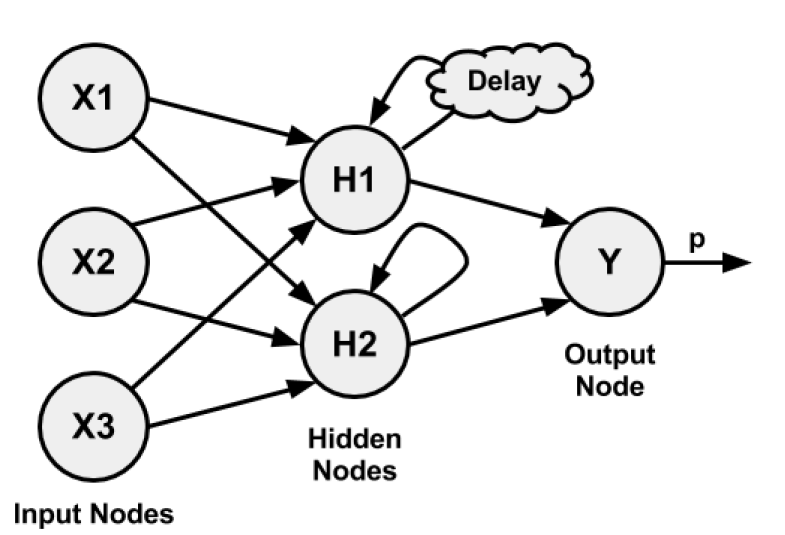 X1
Delay
H1
X2
p
Y
H2
Output
Node
X3
Hidden
Nodes
Input Nodes